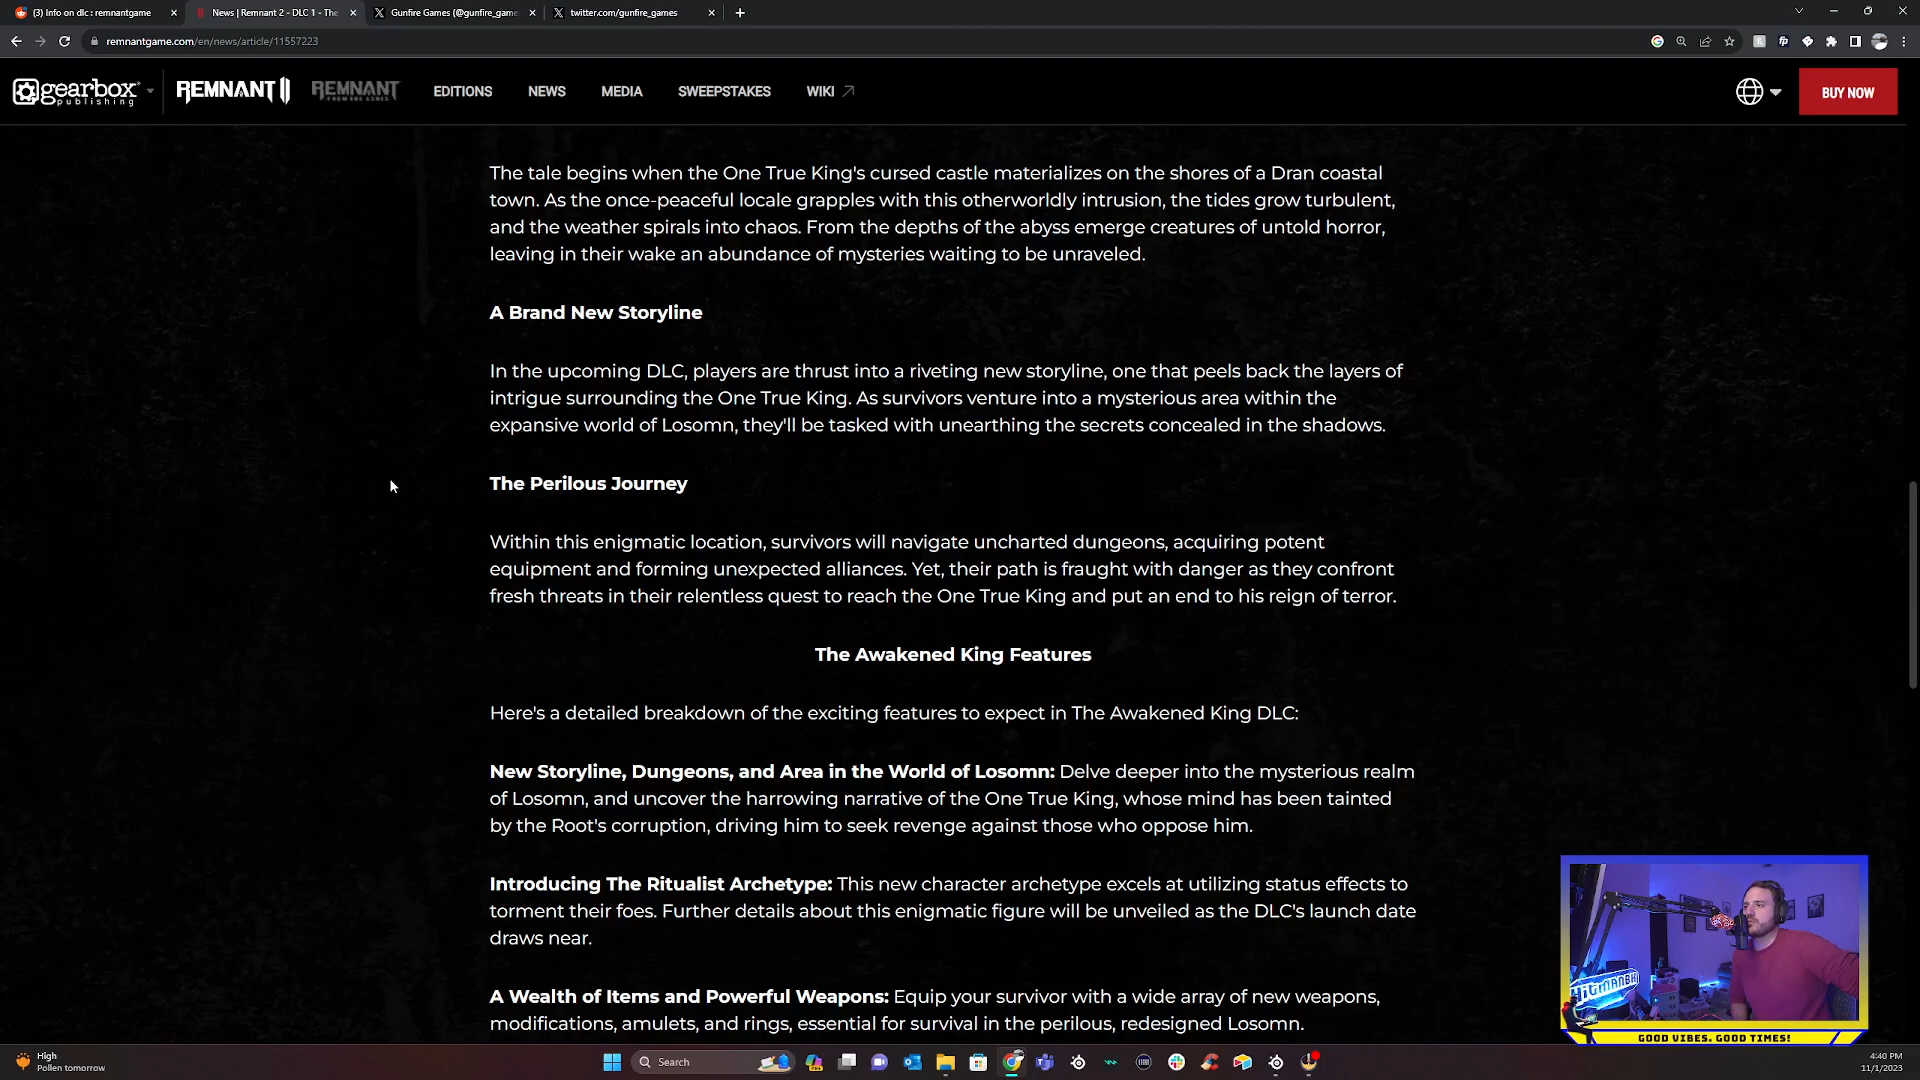 (3) Info on dlc : remnantgame
News | Remnant 2 - DLC 1 - The
Gunfire Games (@gunfire_game
twitter.com/gunfire_games
remnantgame.com/en/news/article/11557223
gearbox publishing
REMNANT II
REMNANT FROM THE ASHES
EDITIONS
NEWS
MEDIA
SWEEPSTAKES
WIKI
BUY NOW
The tale begins when the One True King's cursed castle materializes on the shores of a Dran coastal
town. As the once-peaceful locale grapples with this otherworldly intrusion, the tides grow turbulent,
and the weather spirals into chaos. From the depths of the abyss emerge creatures of untold horror,
leaving in their wake an abundance of mysteries waiting to be unraveled.
A Brand New Storyline
In the upcoming DLC, players are thrust into a riveting new storyline, one that peels back the layers of
intrigue surrounding the One True King. As survivors venture into a mysterious area within the
expansive world of Losomn, they'll be tasked with unearthing the secrets concealed in the shadows.
The Perilous Journey
Within this enigmatic location, survivors will navigate uncharted dungeons, acquiring potent
equipment and forming unexpected alliances. Yet, their path is fraught with danger as they confront
fresh threats in their relentless quest to reach the One True King and put an end to his reign of terror.
The Awakened King Features
Here's a detailed breakdown of the exciting features to expect in The Awakened King DLC:
New Storyline, Dungeons, and Area in the World of Losomn: Delve deeper into the mysterious realm
of Losomn, and uncover the harrowing narrative of the One True King, whose mind has been tainted
by the Root's corruption, driving him to seek revenge against those who oppose him.
Introducing The Ritualist Archetype: This new character archetype excels at utilizing status effects to
torment their foes. Further details about this enigmatic figure will be unveiled as the DLC's launch date
draws near.
A Wealth of Items and Powerful Weapons: Equip your survivor with a wide array of new weapons,
modifications, amulets, and rings, essential for survival in the perilous, redesigned Losomn.
GOOD VIBES. GOOD TIMES!
High
Pollen tomorrow
Search
4:40 PM
11/1/2023